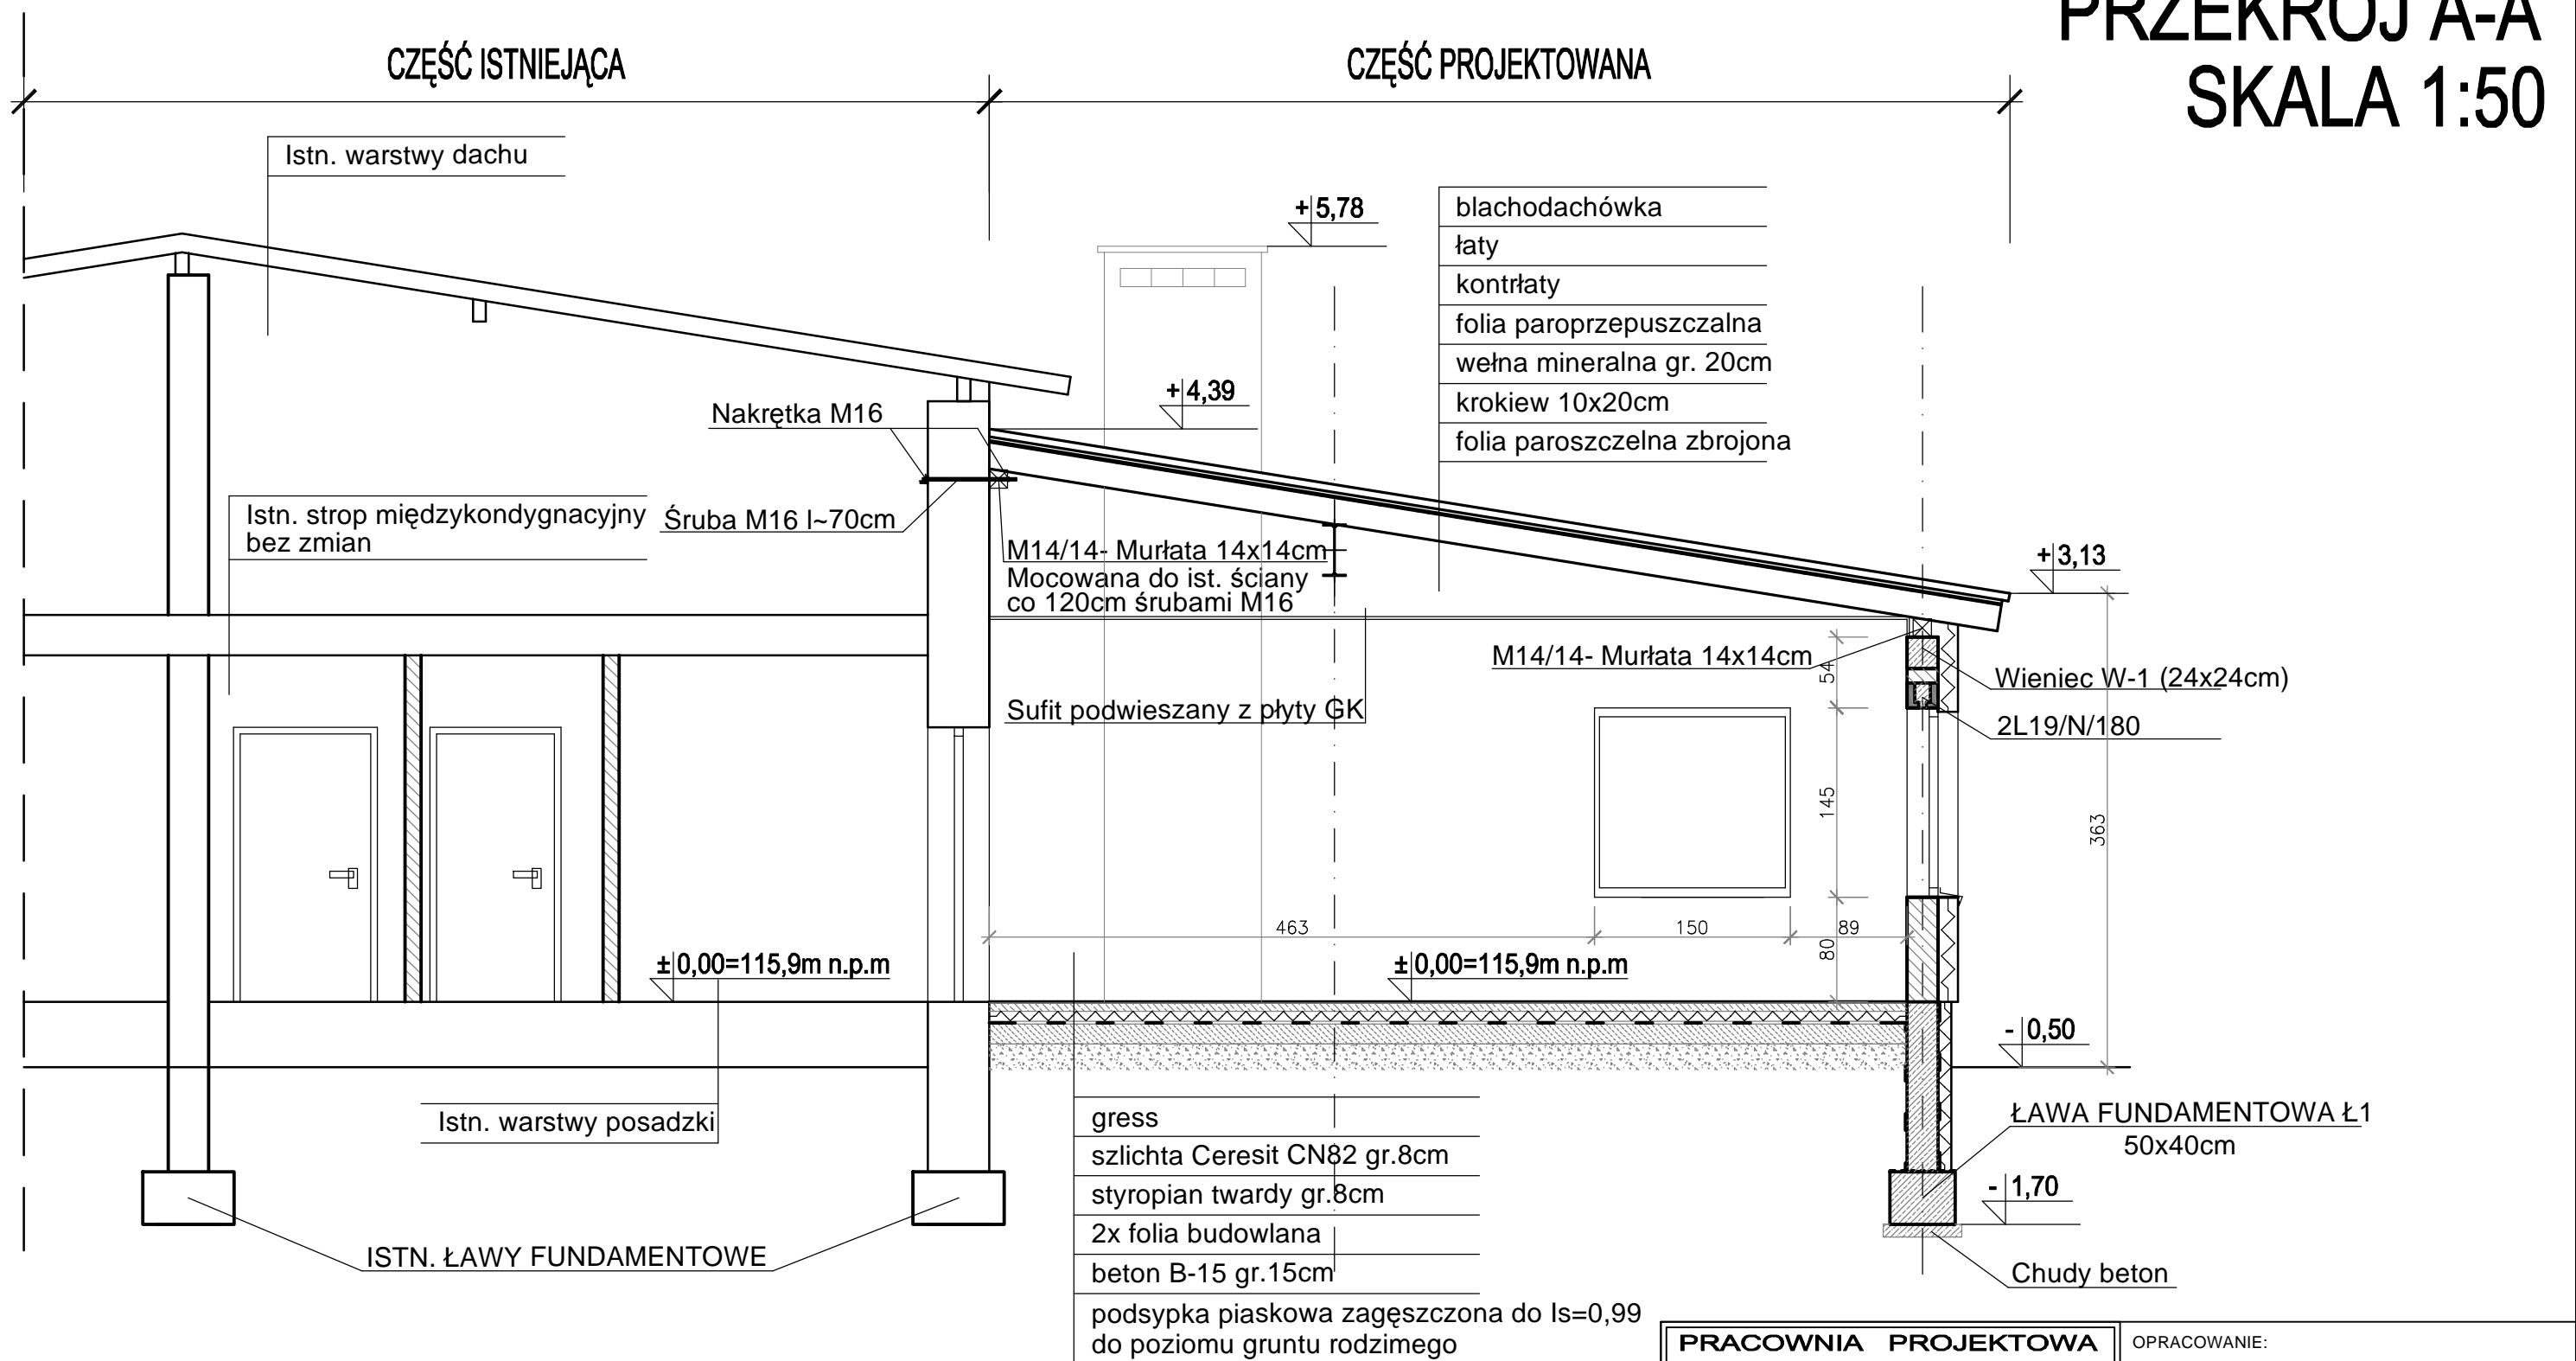 PRZEKRÓJ A-A
SKALA 1:50
CZĘŚĆ ISTNIEJĄCA
CZĘŚĆ PROJEKTOWANA
Istn. warstwy dachu
+5,78
blachodachówka
łaty
kontrłaty
folia paroprzepuszczalna
wełna mineralna gr. 20cm
krokiew 10x20cm
folia paroszczelna zbrojona
+4,39
Nakrętka M16
Istn. strop międzykondygnacyjny
bez zmian
Śruba M16 l~70cm
M14/14- Murłata 14x14cm
Mocowana do ist. ściany
co 120cm śrubami M16
+3,13
M14/14- Murłata 14x14cm
54
Wieniec W-1 (24x24cm)
Sufit podwieszany z płyty GK
2L19/N/180
145
363
463
150
89
80
±0,00=115,9m n.p.m
±0,00=115,9m n.p.m
- 0,50
Istn. warstwy posadzki
gress
szlichta Ceresit CN82 gr.8cm
styropian twardy gr.8cm
2x folia budowlana
beton B-15 gr.15cm
podsypka piaskowa zagęszczona do Is=0,99
do poziomu gruntu rodzimego
ŁAWA FUNDAMENTOWA Ł1
50x40cm
- 1,70
ISTN. ŁAWY FUNDAMENTOWE
Chudy beton
PRACOWNIA PROJEKTOWA
OPRACOWANIE: